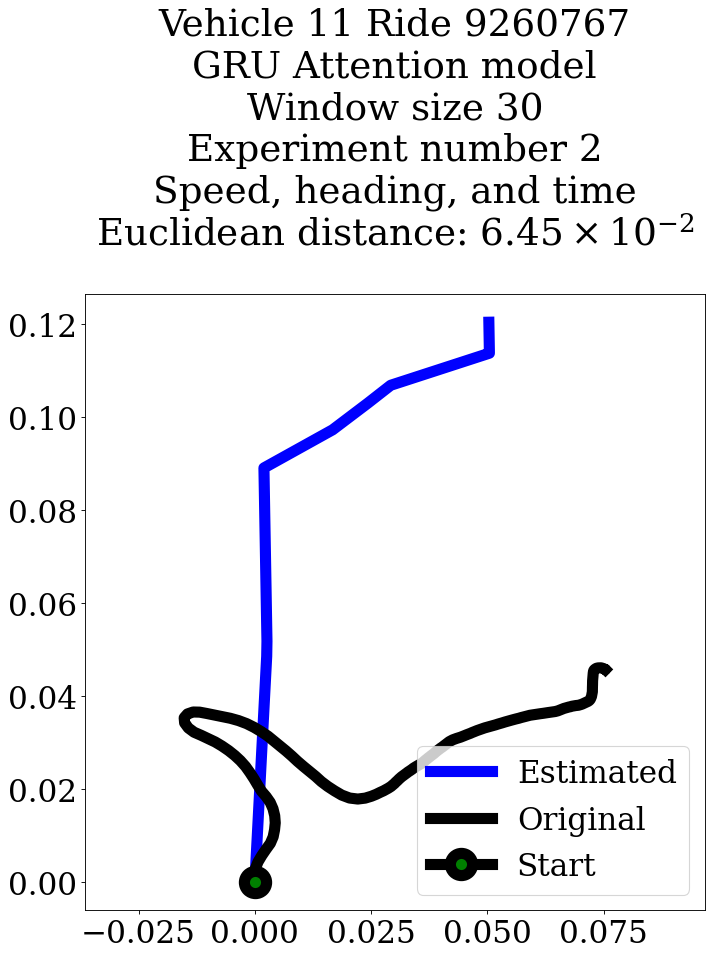 Vehicle 11 Ride 9260767
GRU Attention model
Window size 30
Experiment number 2
Speed, heading, and time
Euclidean distance: 6.45 × 10⁻²
0.12
0.10
0.08
0.06
0.04
0.02
0.00
Estimated
Original
Start
−0.025 0.000 0.025 0.050 0.075